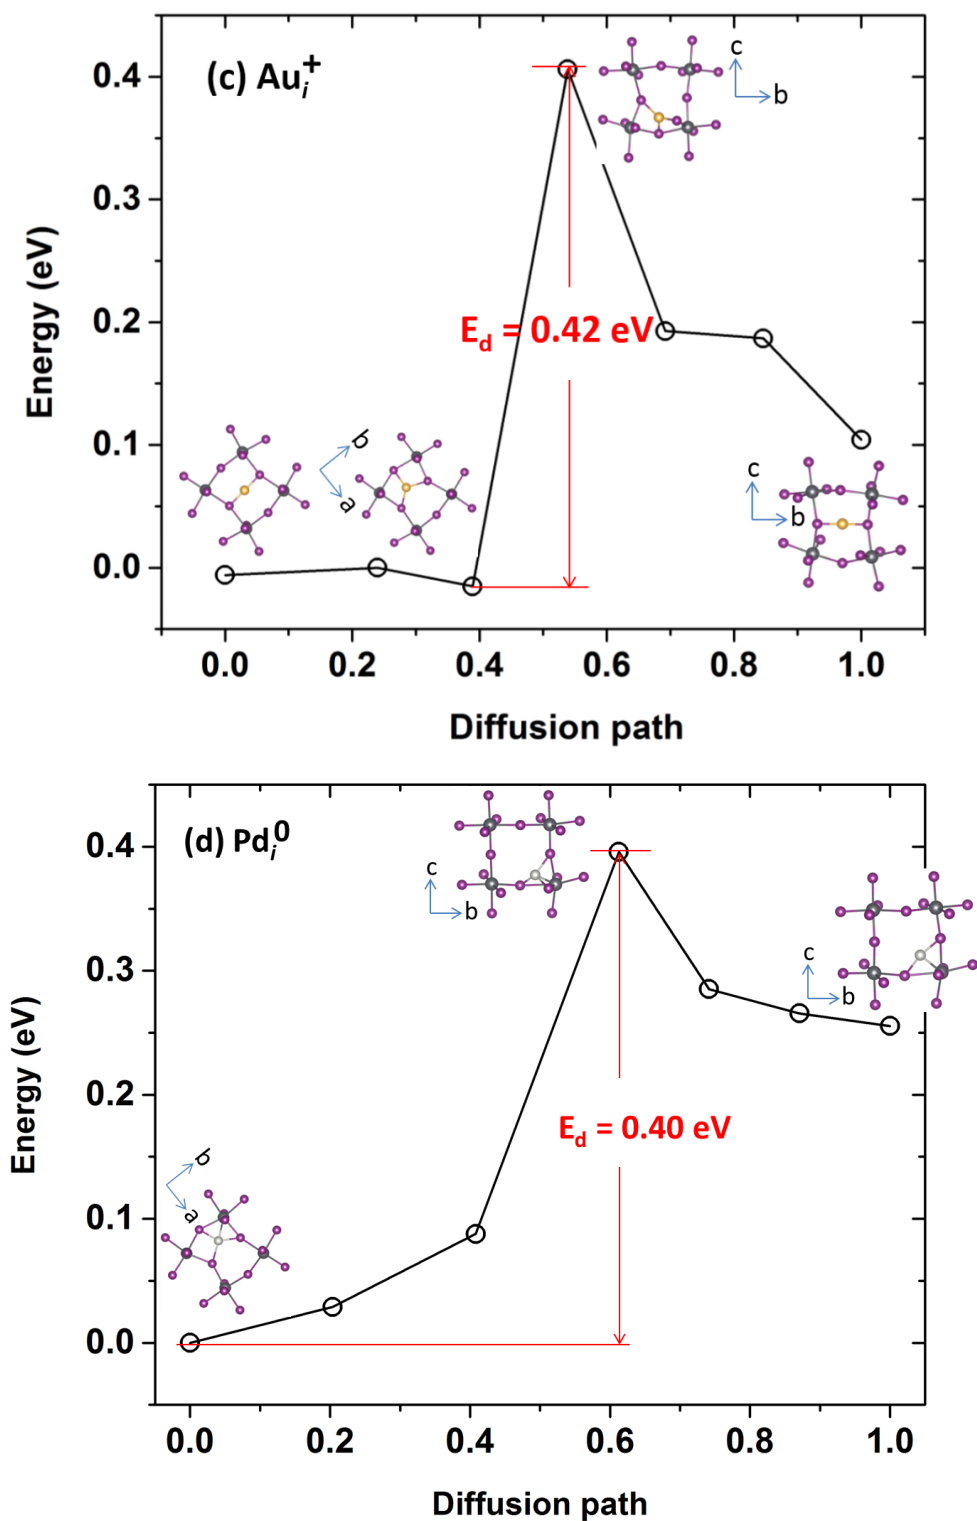 (c) Au_i^+
c
b
0.4
0.3
0.2
0.1
0.0
Energy (eV)
E_d = 0.42 eV
b
a
c
b
0.0 0.2 0.4 0.6 0.8 1.0
Diffusion path
(d) Pd_i^0
c
b
c
b
0.4
0.3
0.2
0.1
0.0
Energy (eV)
E_d = 0.40 eV
b
a
0.0 0.2 0.4 0.6 0.8 1.0
Diffusion path